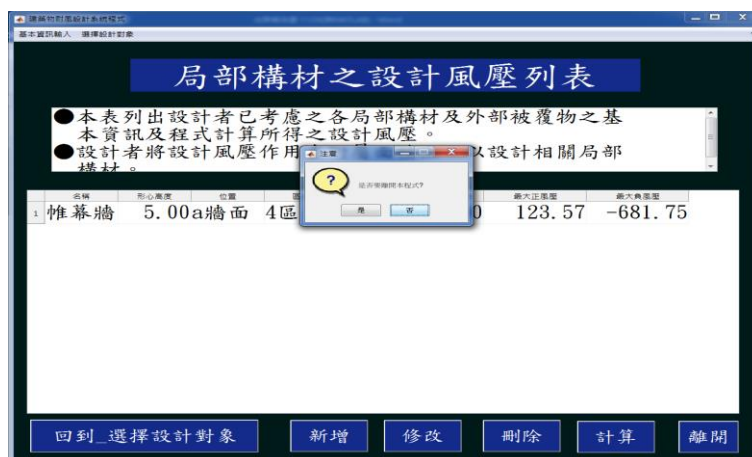 建築物耐風設計系統程式
基本資訊輸入 選擇設計對象
局部構材之設計風壓列表
●本表列出設計者已考慮之各局部構材及外部被覆物之基
本資訊及程式計算所得之設計風壓。
●設計者將設計風壓作用 以設計相關局部
構材。
注意
是否要離開本程式?
是 否
名稱 形心高度 位置 最大正風壓 最大負風壓
1 帷幕牆 5.00 a牆面 4區 0 123.57 -681.75
回到_選擇設計對象 新增 修改 刪除 計算 離開